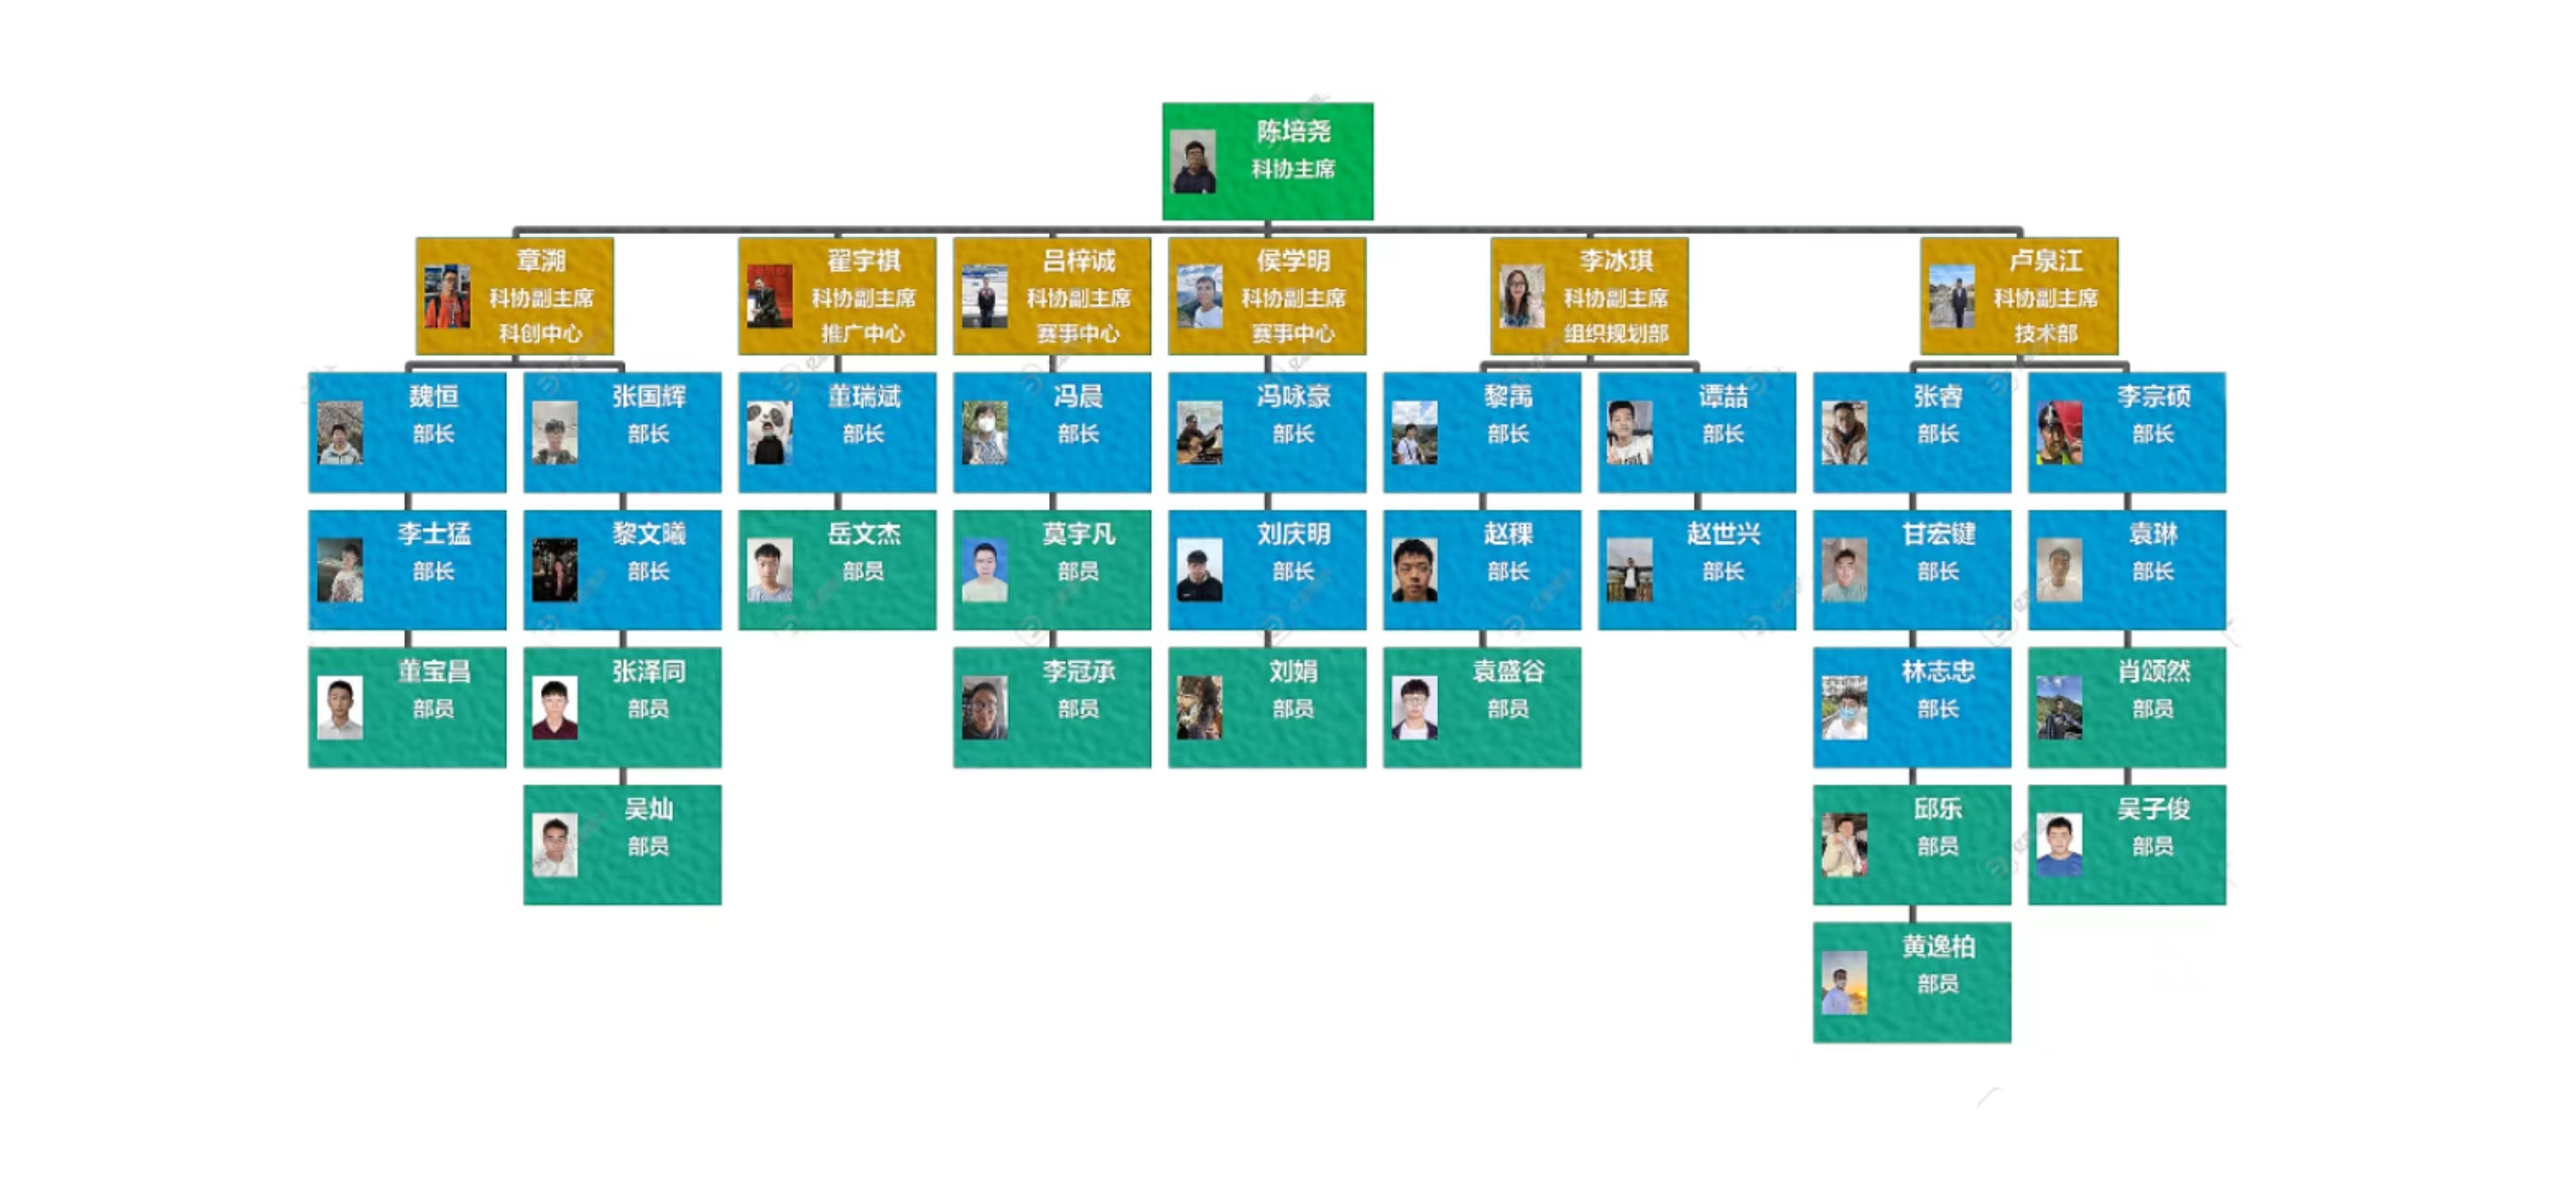 陈培尧
科协主席
章溯
科协副主席
科创中心
翟宇祺
科协副主席
推广中心
吕梓诚
科协副主席
赛事中心
侯学明
科协副主席
赛事中心
李冰琪
科协副主席
组织规划部
卢泉江
科协副主席
技术部
魏恒
部长
张国辉
部长
董瑞斌
部长
冯晨
部长
冯咏豪
部长
黎禹
部长
谭喆
部长
张睿
部长
李宗硕
部长
李士猛
部长
黎文曦
部长
岳文杰
部员
莫宇凡
部员
刘庆明
部长
赵稞
部长
赵世兴
部长
甘宏键
部长
袁琳
部长
董宝昌
部员
张泽同
部员
李冠承
部员
刘娟
部员
袁盛谷
部员
林志忠
部长
肖颂然
部员
吴灿
部员
邱乐
部员
吴子俊
部员
黄逸柏
部员